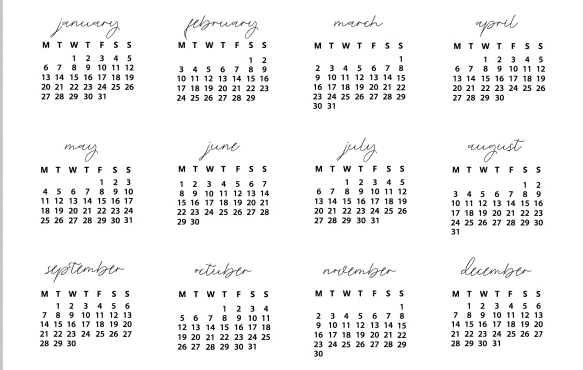 january
M T W T F S S
1 2 3 4 5
6 7 8 9 10 11 12
13 14 15 16 17 18 19
20 21 22 23 24 25 26
27 28 29 30 31
february
M T W T F S S
1 2
3 4 5 6 7 8 9
10 11 12 13 14 15 16
17 18 19 20 21 22 23
24 25 26 27 28 29
march
M T W T F S S
1
2 3 4 5 6 7 8
9 10 11 12 13 14 15
16 17 18 19 20 21 22
23 24 25 26 27 28 29
30 31
april
M T W T F S S
1 2 3 4 5
6 7 8 9 10 11 12
13 14 15 16 17 18 19
20 21 22 23 24 25 26
27 28 29 30
may
M T W T F S S
1 2 3
4 5 6 7 8 9 10
11 12 13 14 15 16 17
18 19 20 21 22 23 24
25 26 27 28 29 30 31
june
M T W T F S S
1 2 3 4 5 6 7
8 9 10 11 12 13 14
15 16 17 18 19 20 21
22 23 24 25 26 27 28
29 30
july
M T W T F S S
1 2 3 4 5
6 7 8 9 10 11 12
13 14 15 16 17 18 19
20 21 22 23 24 25 26
27 28 29 30 31
august
M T W T F S S
1 2
3 4 5 6 7 8 9
10 11 12 13 14 15 16
17 18 19 20 21 22 23
24 25 26 27 28 29 30
31
september
M T W T F S S
1 2 3 4 5 6
7 8 9 10 11 12 13
14 15 16 17 18 19 20
21 22 23 24 25 26 27
28 29 30
octuber
M T W T F S S
1 2 3 4
5 6 7 8 9 10 11
12 13 14 15 16 17 18
19 20 21 22 23 24 25
26 27 28 29 30 31
november
M T W T F S S
1
2 3 4 5 6 7 8
9 10 11 12 13 14 15
16 17 18 19 20 21 22
23 24 25 26 27 28 29
30
december
M T W T F S S
1 2 3 4 5 6
7 8 9 10 11 12 13
14 15 16 17 18 19 20
21 22 23 24 25 26 27
28 29 30 31